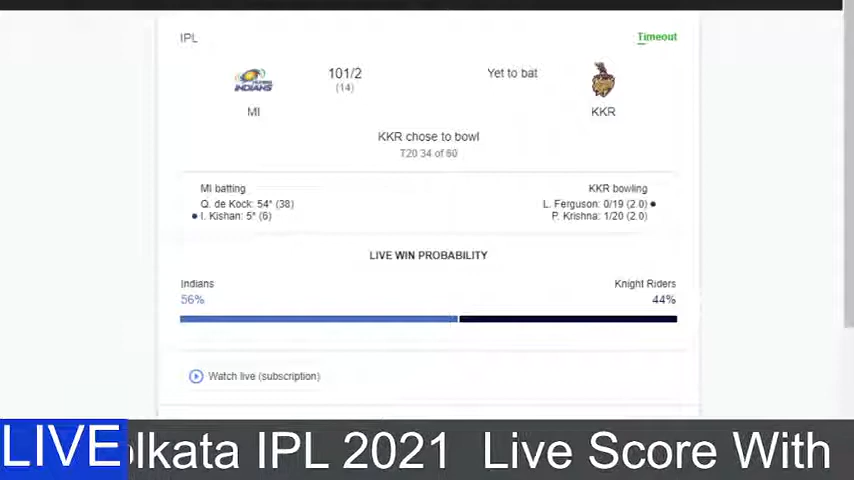 IPL
Timeout
INDIANS
101/2
(14)
Yet to bat
MI
KKR
KKR chose to bowl
T20 34 of 60
MI batting
KKR bowling
Q. de Kock: 54* (38)
L. Ferguson: 0/19 (2.0)
I. Kishan: 5* (6)
P. Krishna: 1/20 (2.0)
LIVE WIN PROBABILITY
Indians
Knight Riders
56%
44%
Watch live (subscription)
LIVE
olkata IPL 2021 Live Score With